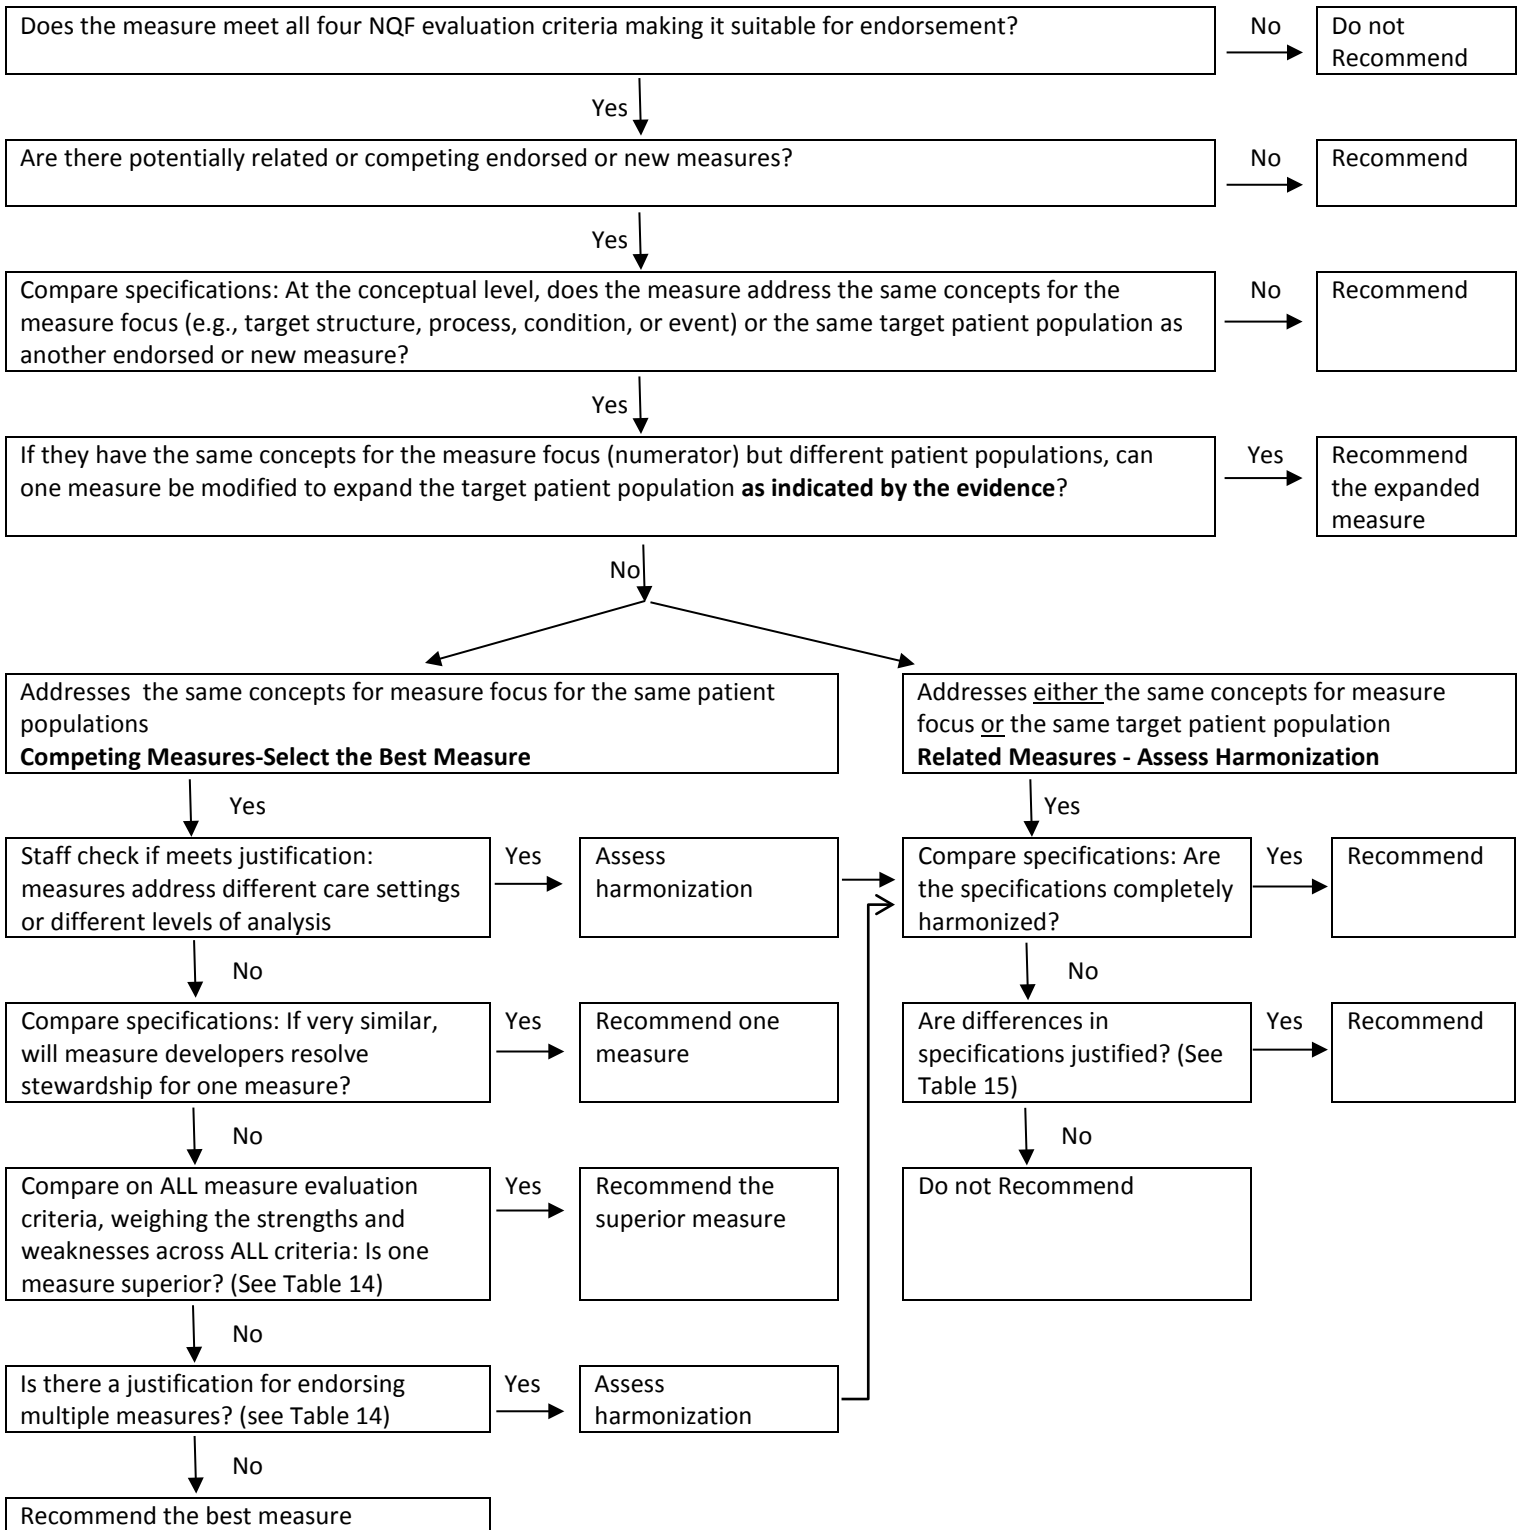 Does the measure meet all four NQF evaluation criteria making it suitable for endorsement?
No
Do not
Recommend
Yes
Are there potentially related or competing endorsed or new measures?
No
Recommend
Yes
Compare specifications: At the conceptual level, does the measure address the same concepts for the
measure focus (e.g., target structure, process, condition, or event) or the same target patient population as
another endorsed or new measure?
No
Recommend
Yes
If they have the same concepts for the measure focus (numerator) but different patient populations, can
one measure be modified to expand the target patient population as indicated by the evidence?
Yes
Recommend
the expanded
measure
No
Addresses  the same concepts for measure focus for the same patient
populations
Competing Measures-Select the Best Measure
Addresses either the same concepts for measure
focus or the same target patient population
Related Measures - Assess Harmonization
Yes
Yes
Staff check if meets justification:
measures address different care settings
or different levels of analysis
Yes
Assess
harmonization
Compare specifications: Are
the specifications completely
harmonized?
Yes
Recommend
No
No
Compare specifications: If very similar,
will measure developers resolve
stewardship for one measure?
Yes
Recommend one
measure
Are differences in
specifications justified? (See
Table 15)
Yes
Recommend
No
No
Compare on ALL measure evaluation
criteria, weighing the strengths and
weaknesses across ALL criteria: Is one
measure superior? (See Table 14)
Yes
Recommend the
superior measure
Do not Recommend
No
Is there a justification for endorsing
multiple measures? (see Table 14)
Yes
Assess
harmonization
No
Recommend the best measure